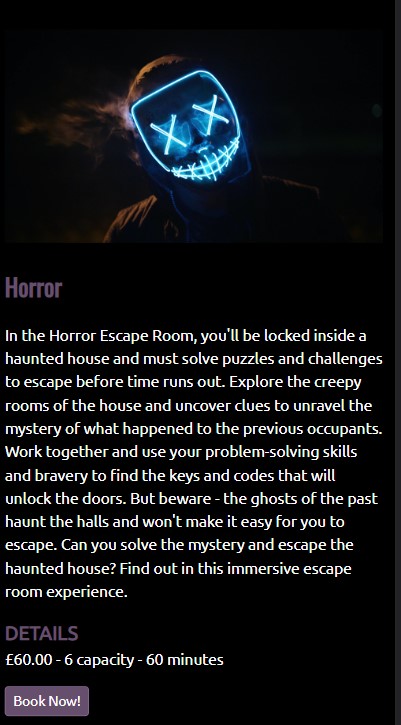 Horror
In the Horror Escape Room, you'll be locked inside a
haunted house and must solve puzzles and challenges
to escape before time runs out. Explore the creepy
rooms of the house and uncover clues to unravel the
mystery of what happened to the previous occupants.
Work together and use your problem-solving skills
and bravery to find the keys and codes that will
unlock the doors. But beware - the ghosts of the past
haunt the halls and won't make it easy for you to
escape. Can you solve the mystery and escape the
haunted house? Find out in this immersive escape
room experience.
DETAILS
£60.00 - 6 capacity - 60 minutes
Book Now!